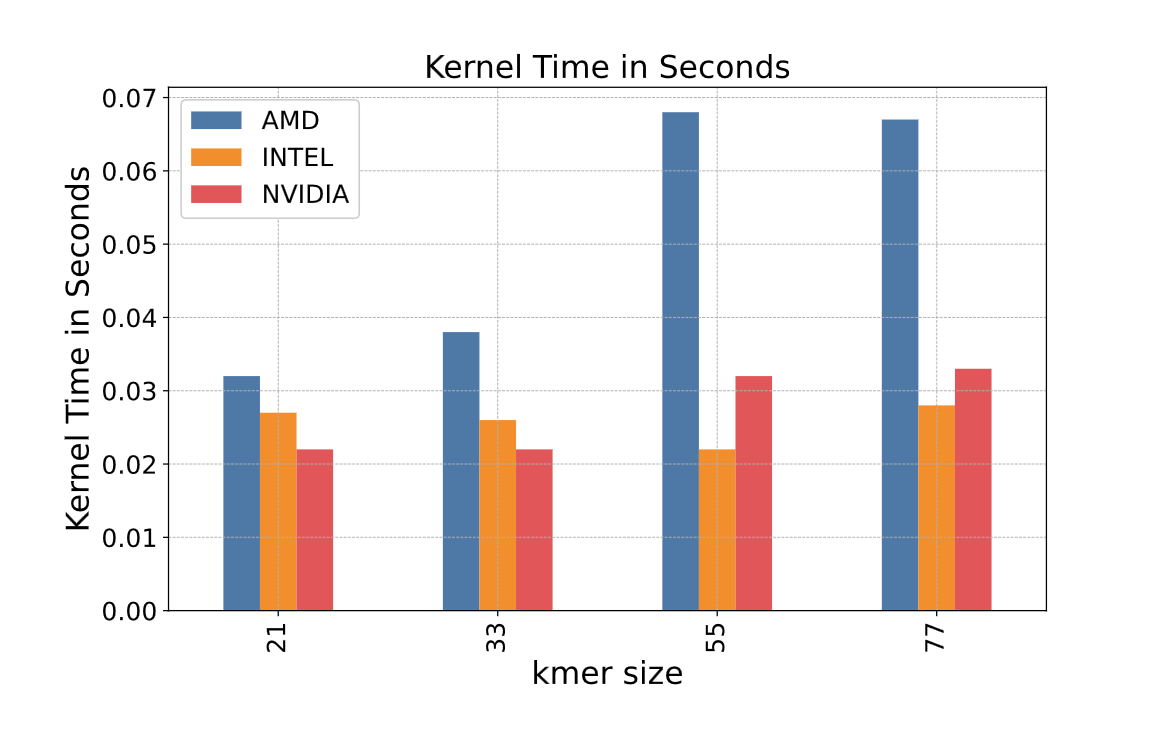 Kernel Time in Seconds
AMD
INTEL
NVIDIA
Kernel Time in Seconds
0.07
0.06
0.05
0.04
0.03
0.02
0.01
0.00
21
33
55
77
kmer size